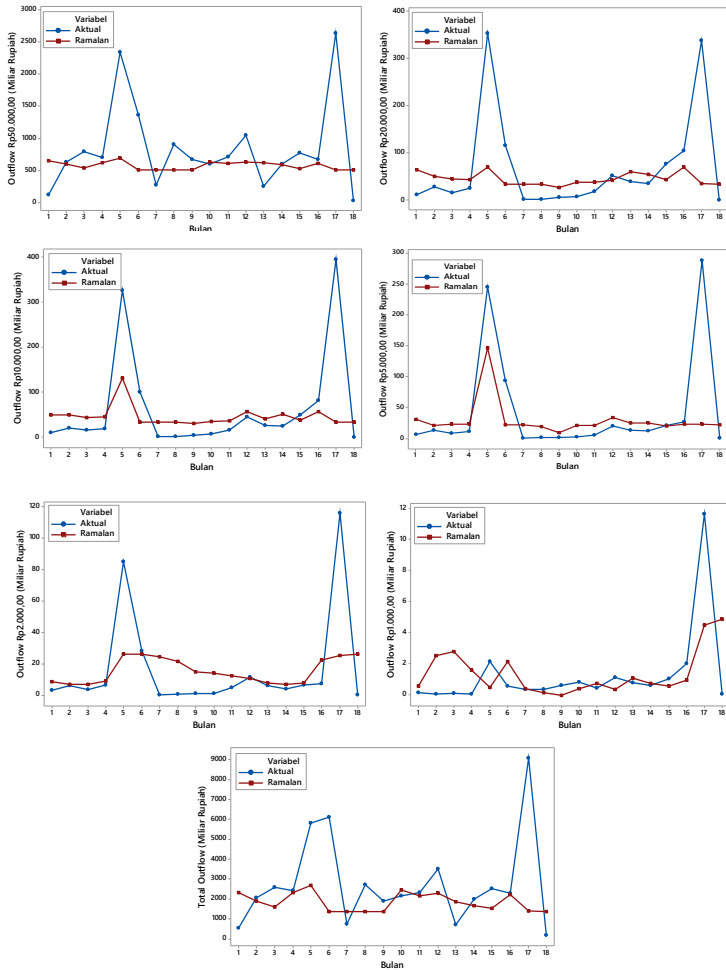 Outflow Rp50.000,00 (Miliar Rupiah)
3000
2500
2000
1500
1000
500
0
Variabel
Aktual
Ramalan
1 2 3 4 5 6 7 8 9 10 11 12 13 14 15 16 17 18
Bulan
Outflow Rp20.000,00 (Miliar Rupiah)
400
300
200
100
0
Variabel
Aktual
Ramalan
1 2 3 4 5 6 7 8 9 10 11 12 13 14 15 16 17 18
Bulan
Outflow Rp10.000,00 (Miliar Rupiah)
400
300
200
100
0
Variabel
Aktual
Ramalan
1 2 3 4 5 6 7 8 9 10 11 12 13 14 15 16 17 18
Bulan
Outflow Rp5.000,00 (Miliar Rupiah)
300
250
200
150
100
50
0
Variabel
Aktual
Ramalan
1 2 3 4 5 6 7 8 9 10 11 12 13 14 15 16 17 18
Bulan
Outflow Rp2.000,00 (Miliar Rupiah)
120
100
80
60
40
20
0
Variabel
Aktual
Ramalan
1 2 3 4 5 6 7 8 9 10 11 12 13 14 15 16 17 18
Bulan
Outflow Rp1.000,00 (Miliar Rupiah)
12
10
8
6
4
2
0
Variabel
Aktual
Ramalan
1 2 3 4 5 6 7 8 9 10 11 12 13 14 15 16 17 18
Bulan
Total Outflow (Miliar Rupiah)
9000
8000
7000
6000
5000
4000
3000
2000
1000
0
Variabel
Aktual
Ramalan
1 2 3 4 5 6 7 8 9 10 11 12 13 14 15 16 17 18
Bulan